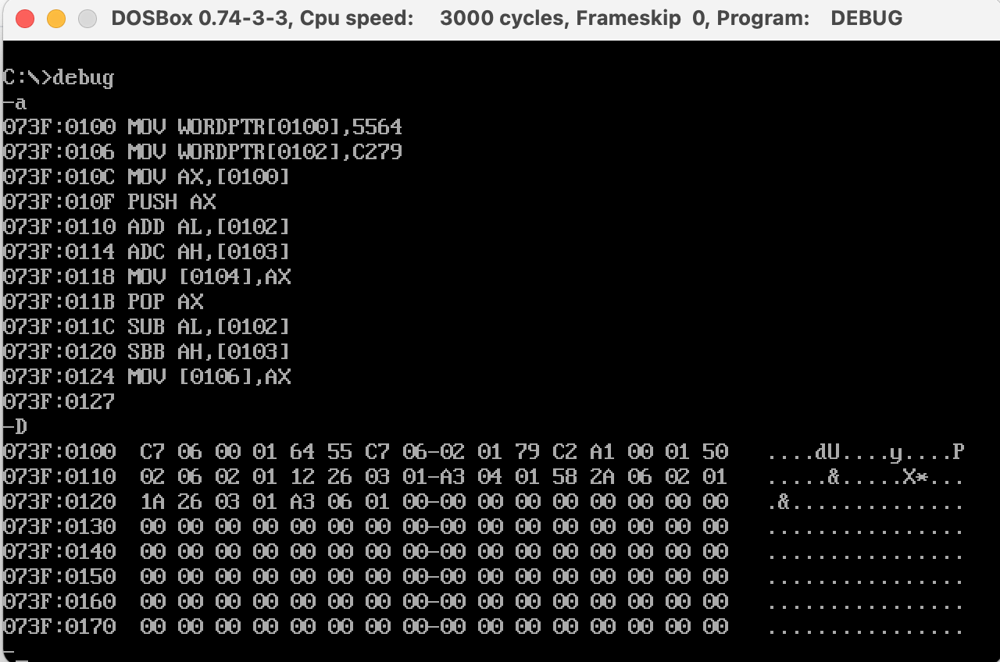 DOSBox 0.74-3-3, Cpu speed: 3000 cycles, Frameskip 0, Program: DEBUG
C:\>debug
-a
073F:0100 MOV WORDPTR[0100],5564
073F:0106 MOV WORDPTR[0102],C279
073F:010C MOV AX,[0100]
073F:010F PUSH AX
073F:0110 ADD AL,[0102]
073F:0114 ADC AH,[0103]
073F:0118 MOV [0104],AX
073F:011B POP AX
073F:011C SUB AL,[0102]
073F:0120 SBB AH,[0103]
073F:0124 MOV [0106],AX
073F:0127
-D
073F:0100 C7 06 00 01 64 55 C7 06-02 01 79 C2 A1 00 01 50 ....dU....y....P
073F:0110 02 06 02 01 12 26 03 01-A3 04 01 58 2A 06 02 01 .....&.....X*...
073F:0120 1A 26 03 01 A3 06 01 00-00 00 00 00 00 00 00 00 .&..............
073F:0130 00 00 00 00 00 00 00 00-00 00 00 00 00 00 00 00 ................
073F:0140 00 00 00 00 00 00 00 00-00 00 00 00 00 00 00 00 ................
073F:0150 00 00 00 00 00 00 00 00-00 00 00 00 00 00 00 00 ................
073F:0160 00 00 00 00 00 00 00 00-00 00 00 00 00 00 00 00 ................
073F:0170 00 00 00 00 00 00 00 00-00 00 00 00 00 00 00 00 ................
-_